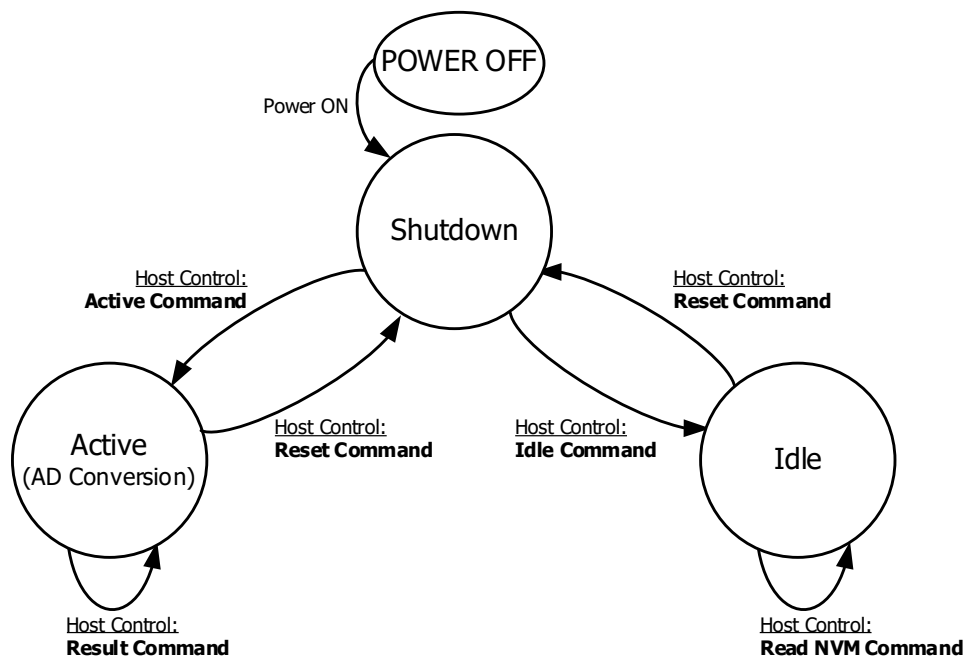 POWER OFF
Power ON
Shutdown
Host Control:
Active Command
Host Control:
Reset Command
Active
(AD Conversion)
Host Control:
Reset Command
Host Control:
Idle Command
Idle
Host Control:
Result Command
Host Control:
Read NVM Command